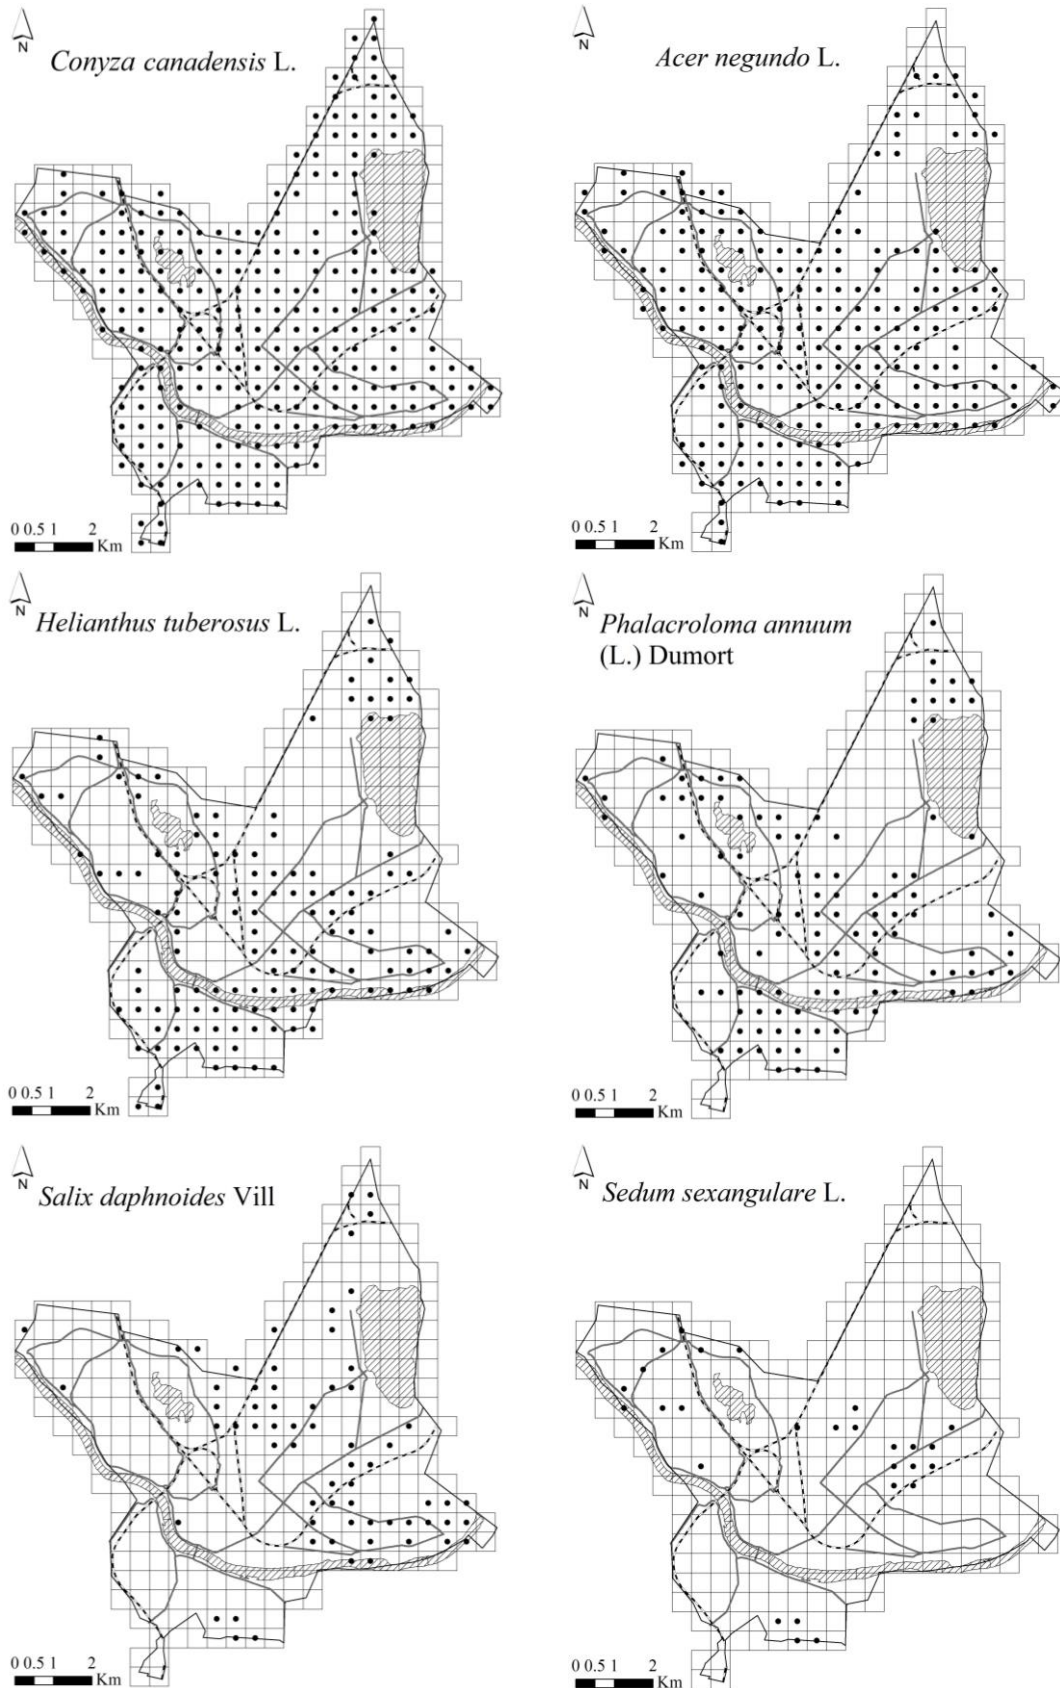 N
Conyza canadensis L.
0 0.5 1 2
Km
N
Acer negundo L.
0 0.5 1 2
Km
N
Helianthus tuberosus L.
0 0.5 1 2
Km
N
Phalacroloma annuum
(L.) Dumort
0 0.5 1 2
Km
N
Salix daphnoides Vill
0 0.5 1 2
Km
N
Sedum sexangulare L.
0 0.5 1 2
Km